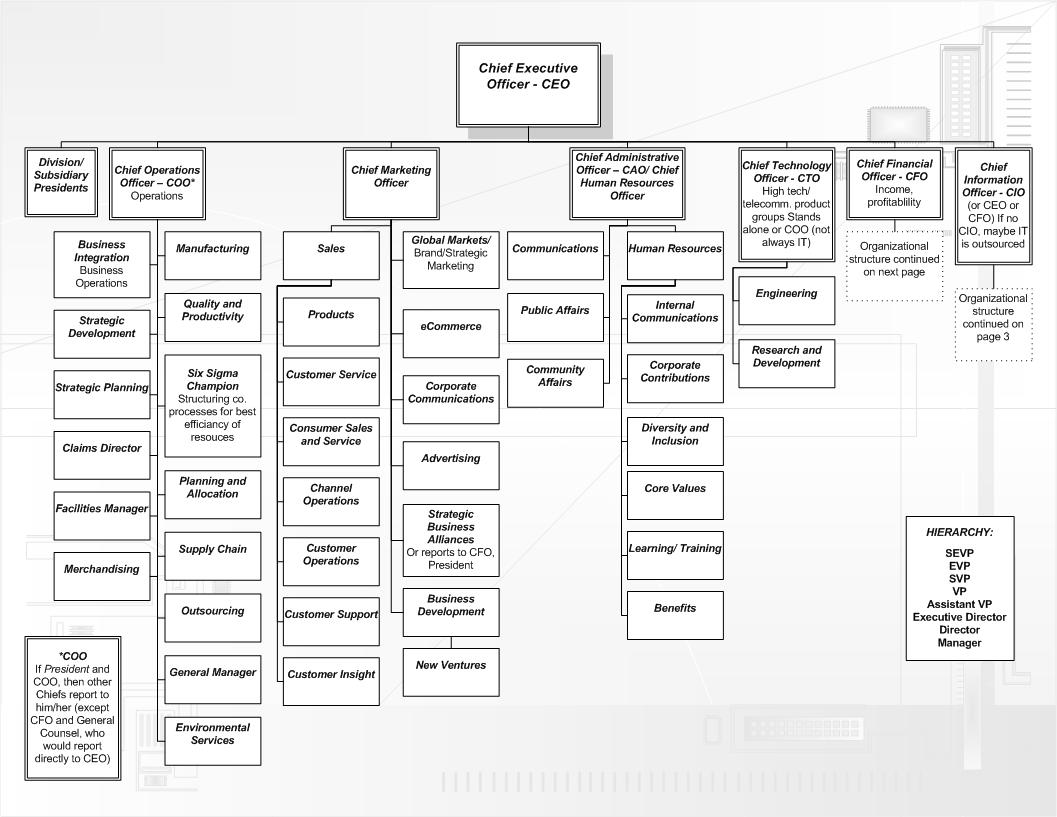 Chief Executive
Officer - CEO
Division/
Subsidiary
Presidents
Chief Operations
Officer – COO*
Operations
Chief Marketing
Officer
Chief Administrative
Officer – CAO/ Chief
Human Resources
Officer
Chief Technology
Officer - CTO
High tech/
telecomm. product
groups Stands
alone or COO (not
always IT)
Chief Financial
Officer - CFO
Income,
profitablility
Chief
Information
Officer - CIO
(or CEO or
CFO) If no
CIO, maybe IT
is outsourced
Business
Integration
Business
Operations
Strategic
Development
Strategic Planning
Claims Director
Facilities Manager
Merchandising
Manufacturing
Quality and
Productivity
Six Sigma
Champion
Structuring co.
processes for best
efficiancy of
resouces
Planning and
Allocation
Supply Chain
Outsourcing
General Manager
Environmental
Services
Sales
Products
Customer Service
Consumer Sales
and Service
Channel
Operations
Customer
Operations
Customer Support
Customer Insight
Global Markets/
Brand/Strategic
Marketing
eCommerce
Corporate
Communications
Advertising
Strategic
Business
Alliances
Or reports to CFO,
President
Business
Development
New Ventures
Communications
Public Affairs
Community
Affairs
Human Resources
Internal
Communications
Corporate
Contributions
Diversity and
Inclusion
Core Values
Learning/ Training
Benefits
Engineering
Research and
Development
Organizational
structure continued
on next page
Organizational
structure
continued on
page 3
*COO
If President and
COO, then other
Chiefs report to
him/her (except
CFO and General
Counsel, who
would report
directly to CEO)
HIERARCHY:
SEVP
EVP
SVP
VP
Assistant VP
Executive Director
Director
Manager